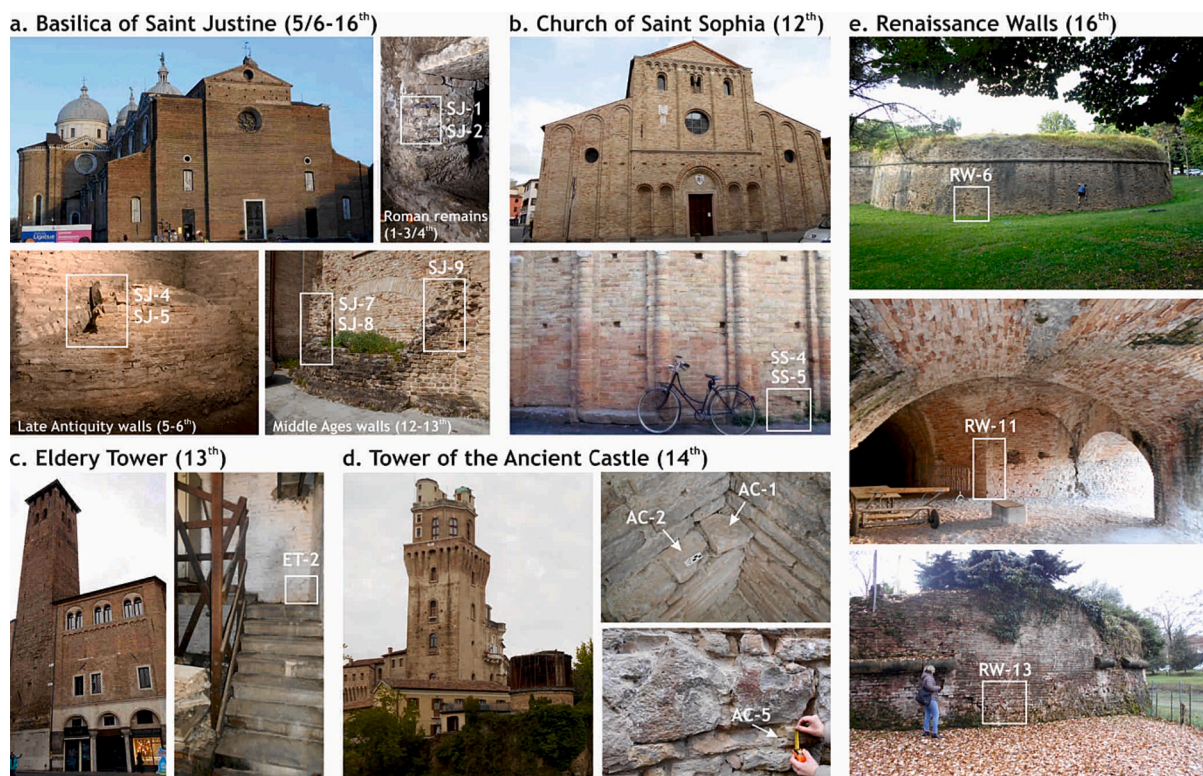 a. Basilica of Saint Justine (5/6-16th)
SJ-1
SJ-2
Roman remains
(1-3/4th)
SJ-4
SJ-5
Late Antiquity walls (5-6th)
SJ-7
SJ-8
SJ-9
Middle Ages walls (12-13th)
b. Church of Saint Sophia (12th)
SS-4
SS-5
c. Eldery Tower (13th)
ET-2
d. Tower of the Ancient Castle (14th)
AC-1
AC-2
AC-5
e. Renaissance Walls (16th)
RW-6
RW-11
RW-13